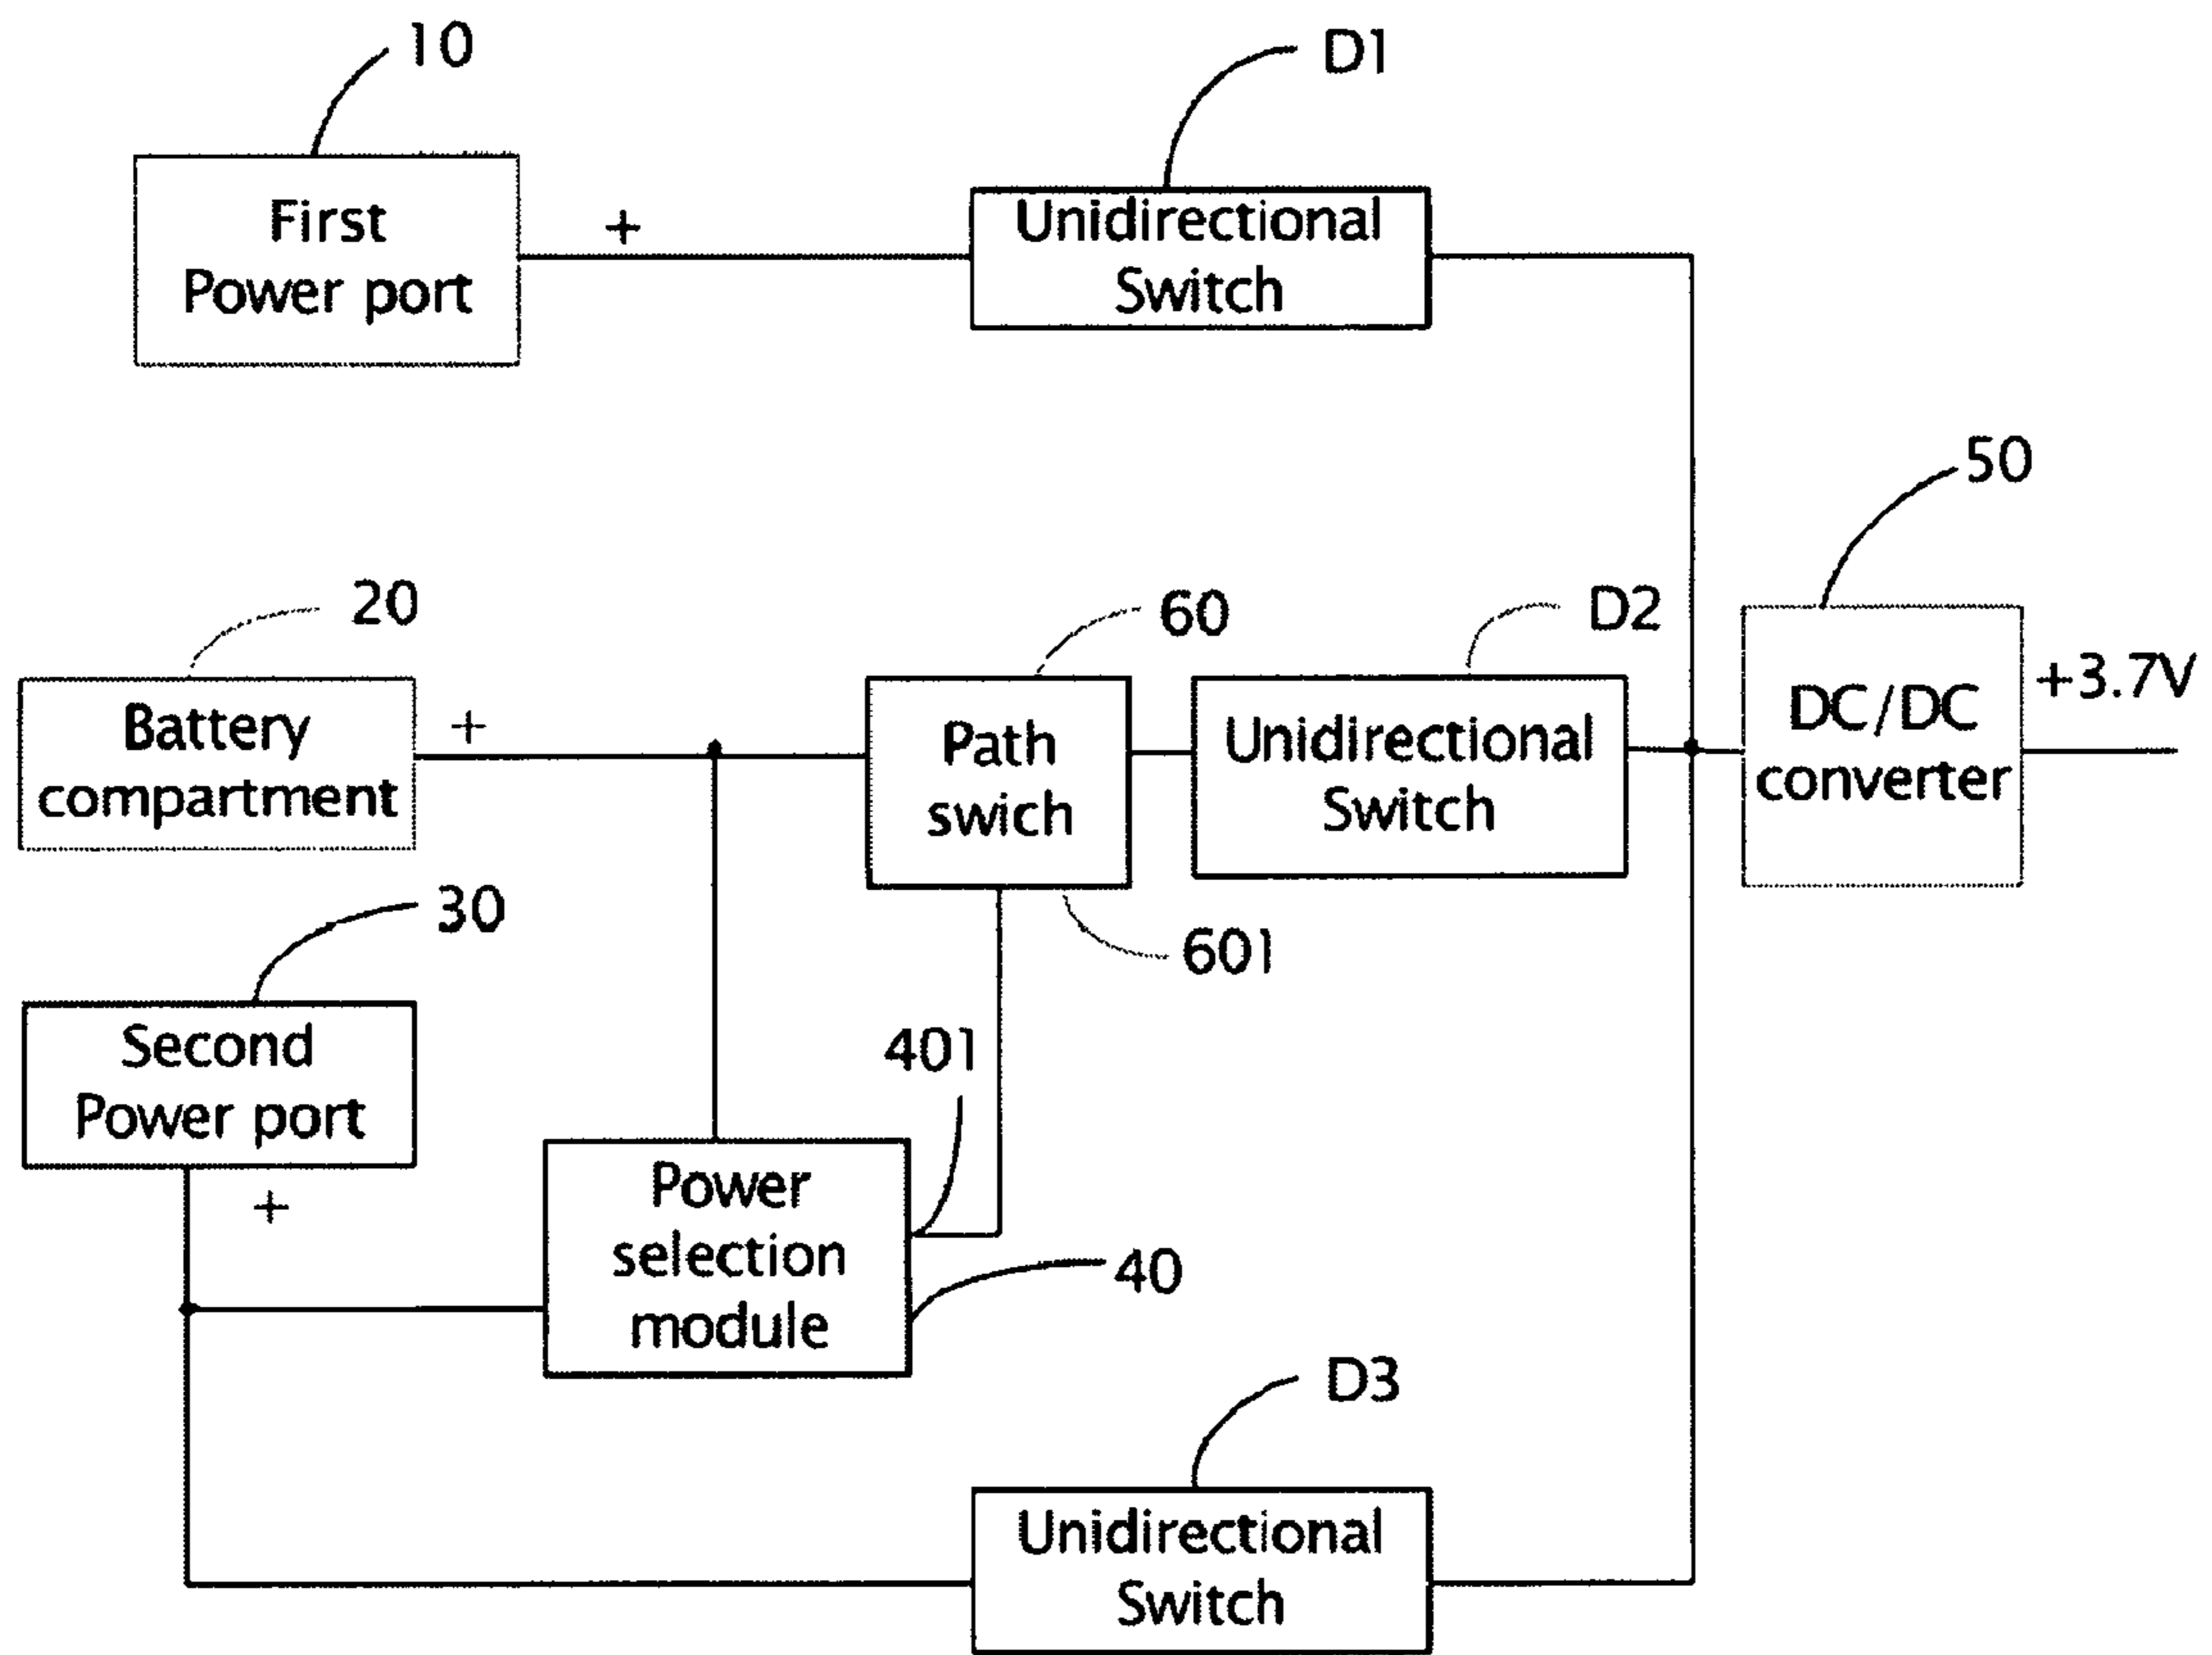 10
D1
First
Power port
+
Unidirectional
Switch
50
20
60
D2
Battery
compartment
+
Path
swich
Unidirectional
Switch
DC/DC
converter
+3.7V
30
601
Second
Power port
+
401
Power
selection
module
40
D3
Unidirectional
Switch